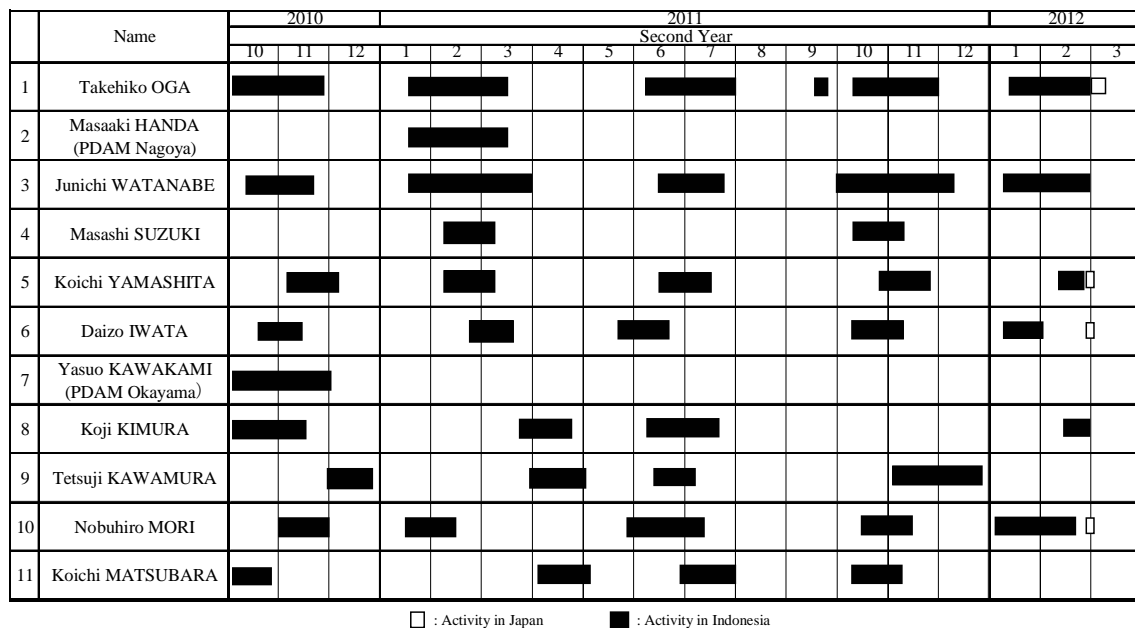 2010 2011 2012
Name
Second Year
10 11 12 1 2 3 4 5 6 7 8 9 10 11 12 1 2 3
1 Takehiko OGA
2 Masaaki HANDA
(PDAM Nagoya)
3 Junichi WATANABE
4 Masashi SUZUKI
5 Koichi YAMASHITA
6 Daizo IWATA
7 Yasuo KAWAKAMI
(PDAM Okayama）
8 Koji KIMURA
9 Tetsuji KAWAMURA
10 Nobuhiro MORI
11 Koichi MATSUBARA
: Activity in Japan : Activity in Indonesia